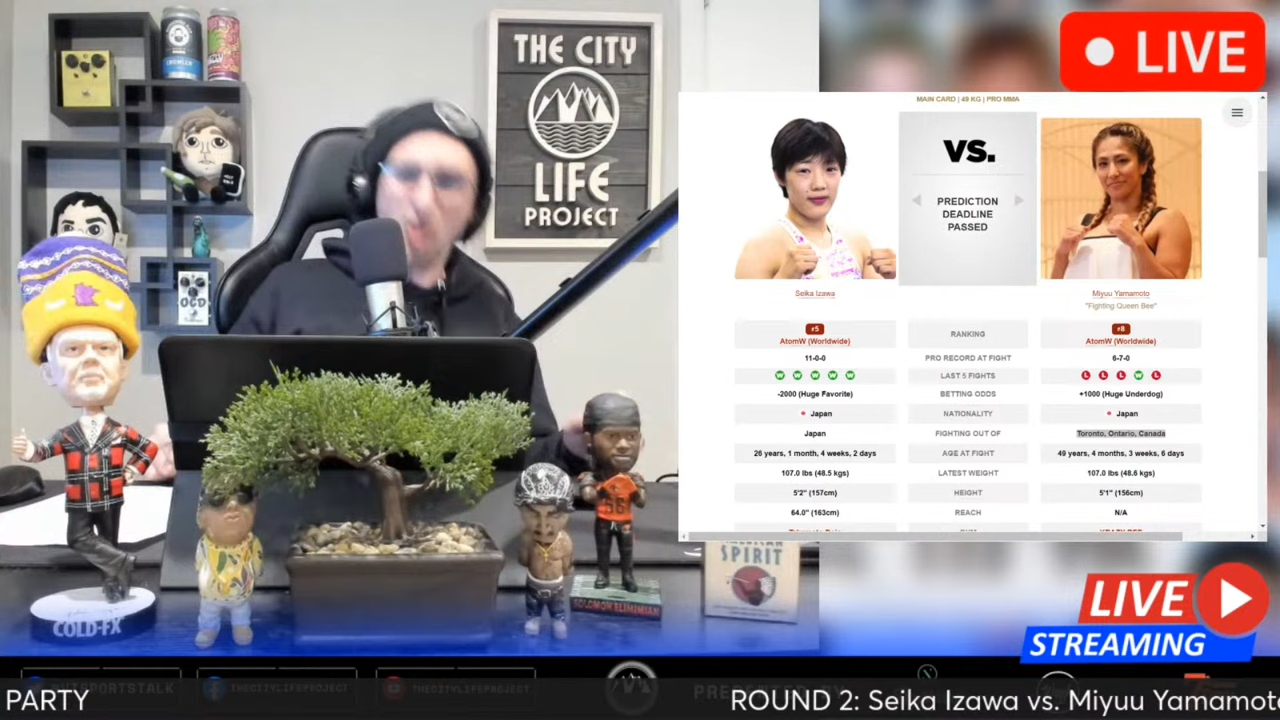 THE CITY
LIFE
PROJECT
OCD
COLD-FX
SOLOMON ELIMIMIAN
SPIRIT
LIVE
MAIN CARD | 49 KG | PRO MMA
VS.
PREDICTION
DEADLINE
PASSED
Seika Izawa
Miyuu Yamamoto
"Fighting Queen Bee"
#5
RANKING
#8
AtomW (Worldwide)
AtomW (Worldwide)
11-0-0
PRO RECORD AT FIGHT
6-7-0
W W W W W
LAST 5 FIGHTS
L L L W L
-2000 (Huge Favorite)
BETTING ODDS
+1000 (Huge Underdog)
Japan
NATIONALITY
Japan
Japan
FIGHTING OUT OF
Toronto, Ontario, Canada
26 years, 1 month, 4 weeks, 2 days
AGE AT FIGHT
49 years, 4 months, 3 weeks, 6 days
107.0 lbs (48.5 kgs)
LATEST WEIGHT
107.0 lbs (48.6 kgs)
5'2" (157cm)
HEIGHT
5'1" (156cm)
64.0" (163cm)
REACH
N/A
LIVE
STREAMING
THECITYLIFEPROJECT
THECITYLIFEPROJECT
PARTY
ROUND 2: Seika Izawa vs. Miyuu Yamamoto